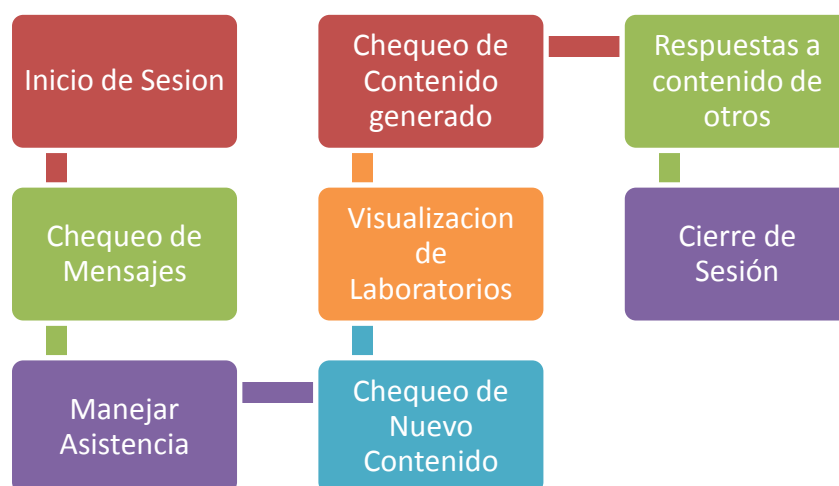 Inicio de Sesion
Chequeo de
Mensajes
Manejar
Asistencia
Chequeo de
Nuevo
Contenido
Visualizacion
de
Laboratorios
Chequeo de
Contenido
generado
Respuestas a
contenido de
otros
Cierre de
Sesión